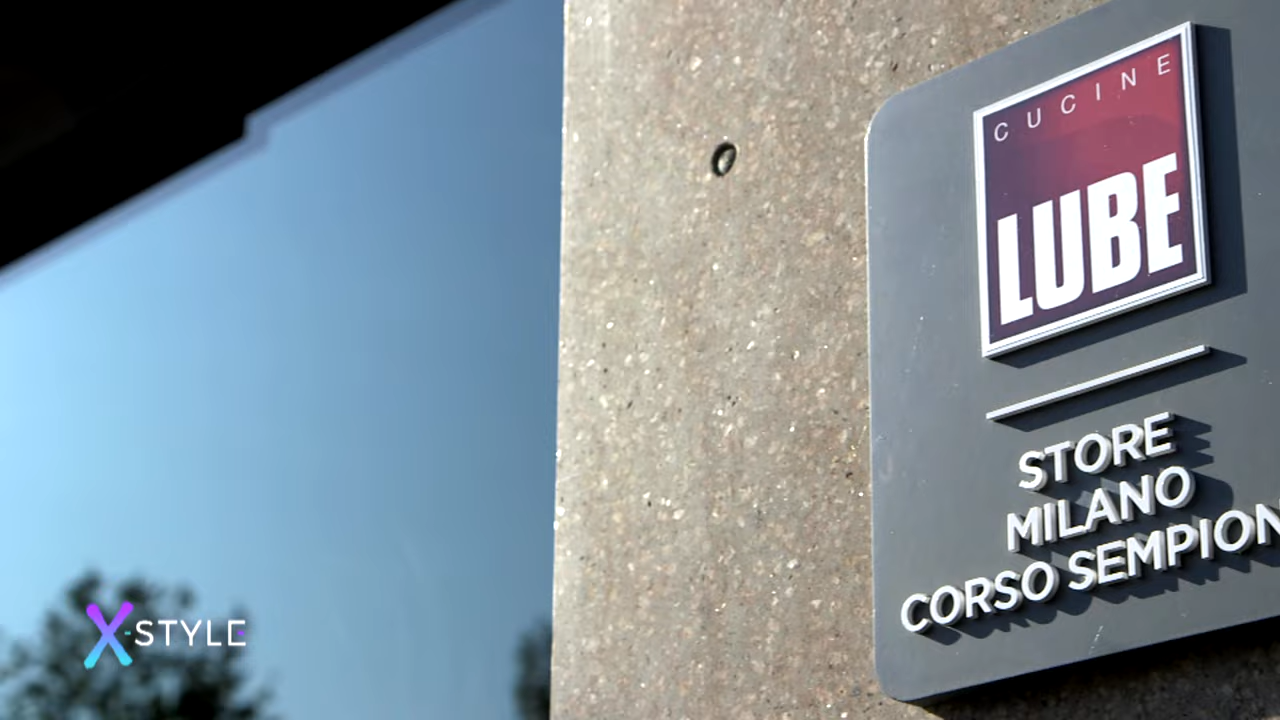 CUCINE
LUBE
STORE
MILANO
CORSO SEMPION
X-STYLE